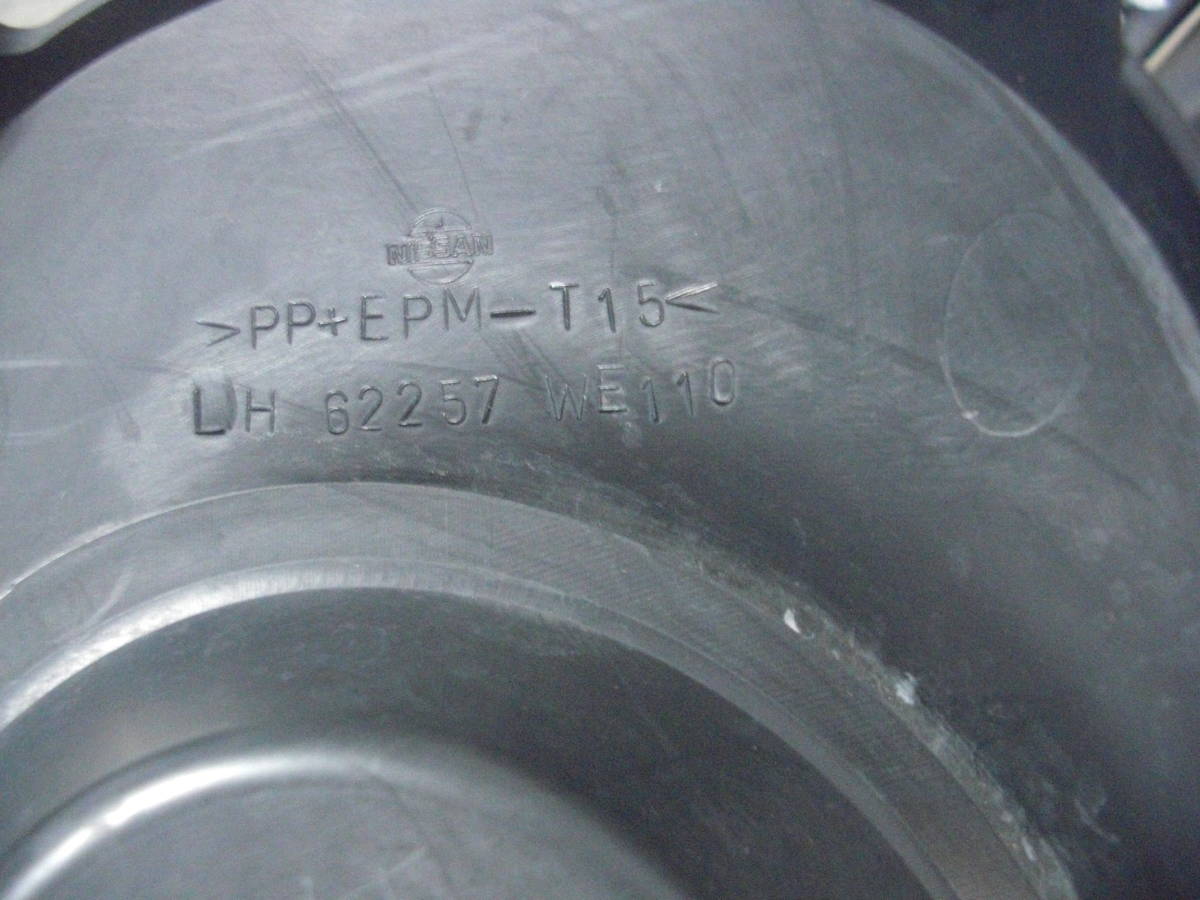 NISSAN
>PP+EPM-T15<
LH 62257 WE110